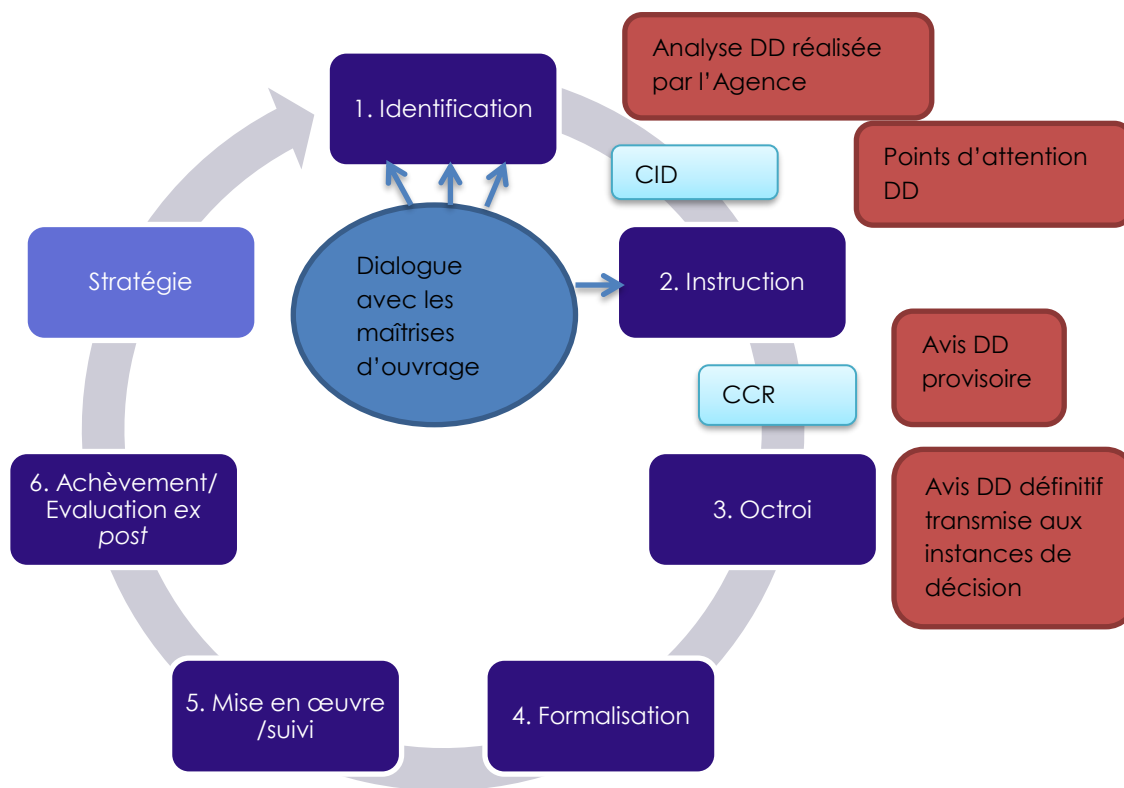 Analyse DD réalisée
par l'Agence
1. Identification
CID
Points d'attention
DD
Stratégie
Dialogue
avec les
maîtrises
d'ouvrage
2. Instruction
Avis DD
provisoire
CCR
6. Achèvement/
Evaluation ex
post
3. Octroi
Avis DD définitif
transmise aux
instances de
décision
5. Mise en œuvre
/suivi
4. Formalisation